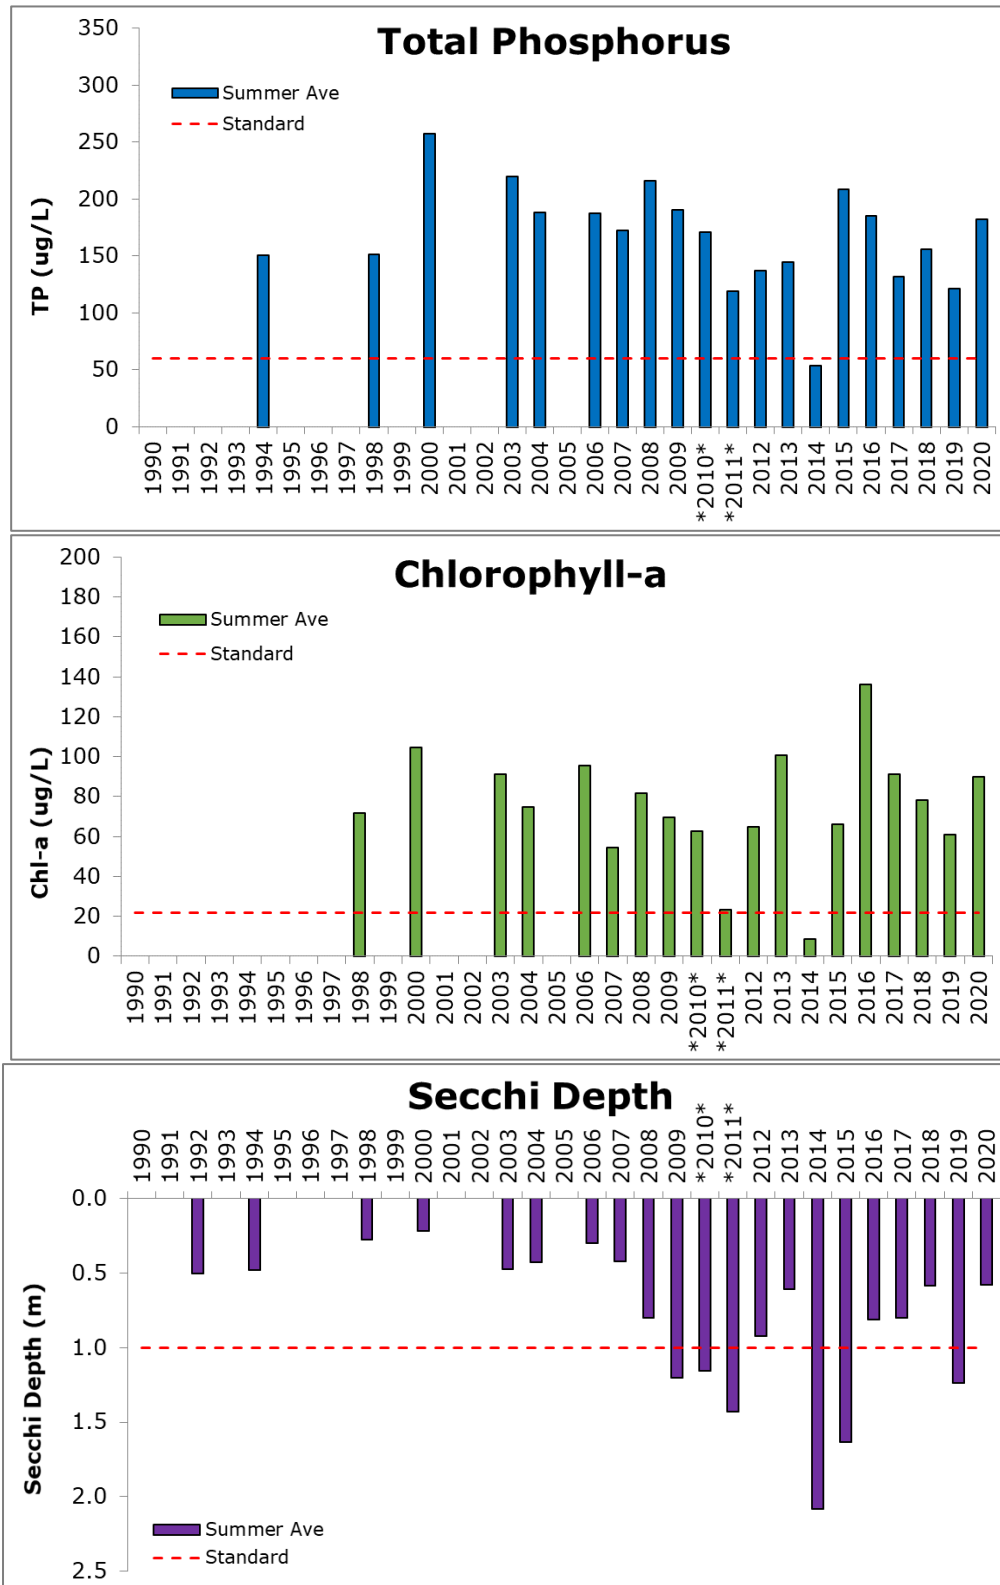 Total Phosphorus
350
300
250
200
150
100
50
0
TP (ug/L)
Summer Ave
Standard
1990 1991 1992 1993 1994 1995 1996 1997 1998 1999 2000 2001 2002 2003 2004 2005 2006 2007 2008 2009 *2010* *2011* 2012 2013 2014 2015 2016 2017 2018 2019 2020
Chlorophyll-a
200
180
160
140
120
100
80
60
40
20
0
Chl-a (ug/L)
Summer Ave
Standard
1990 1991 1992 1993 1994 1995 1996 1997 1998 1999 2000 2001 2002 2003 2004 2005 2006 2007 2008 2009 *2010* *2011* 2012 2013 2014 2015 2016 2017 2018 2019 2020
Secchi Depth
1990 1991 1992 1993 1994 1995 1996 1997 1998 1999 2000 2001 2002 2003 2004 2005 2006 2007 2008 2009 *2010* *2011* 2012 2013 2014 2015 2016 2017 2018 2019 2020
0.0
0.5
1.0
1.5
2.0
2.5
Secchi Depth (m)
Summer Ave
Standard